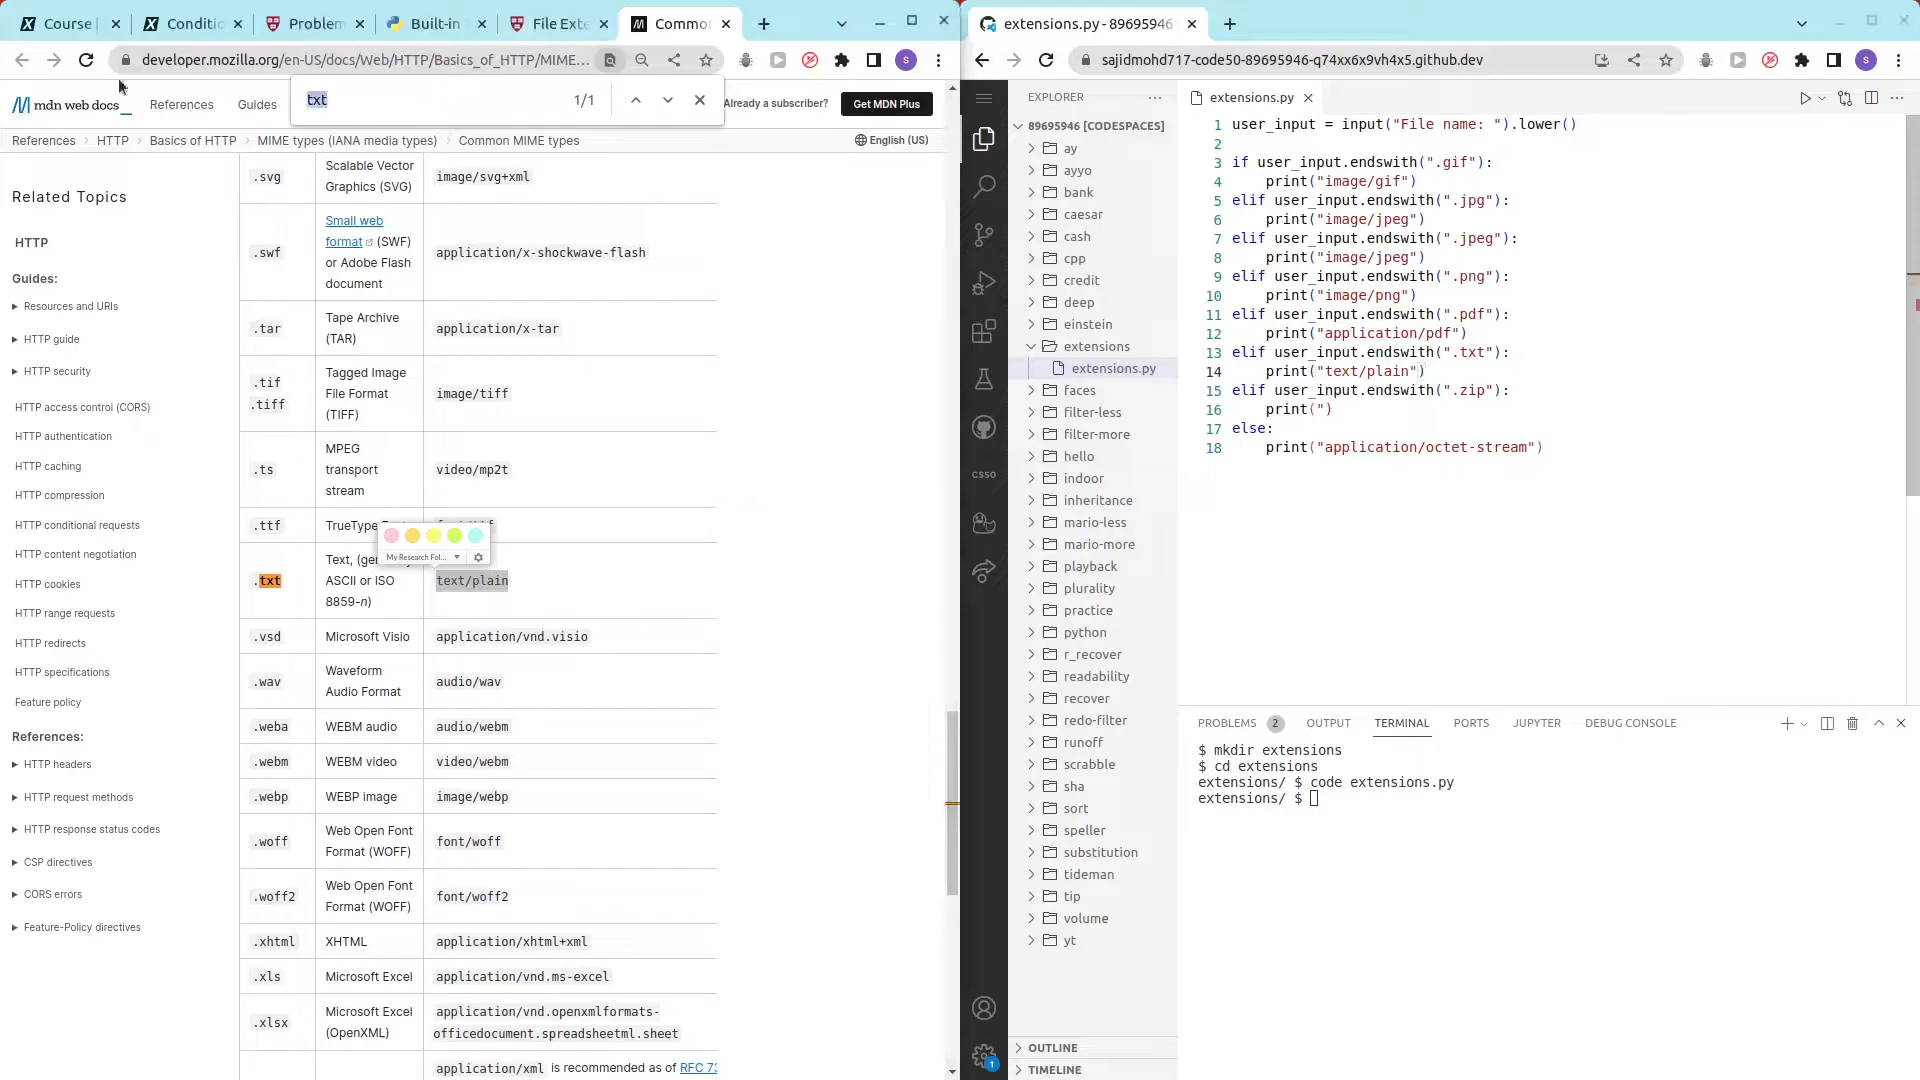 Course
Conditic
Problem
Built-in
File Exte
Commo
developer.mozilla.org/en-US/docs/Web/HTTP/Basics_of_HTTP/MIME...
s
mdn web docs_
References
Guides
txt
1/1
Already a subscriber?
Get MDN Plus
References
HTTP
Basics of HTTP
MIME types (IANA media types)
Common MIME types
English (US)
Related Topics
HTTP
Guides:
Resources and URIs
HTTP guide
HTTP security
HTTP access control (CORS)
HTTP authentication
HTTP caching
HTTP compression
HTTP conditional requests
HTTP content negotiation
HTTP cookies
HTTP range requests
HTTP redirects
HTTP specifications
Feature policy
References:
HTTP headers
HTTP request methods
HTTP response status codes
CSP directives
CORS errors
Feature-Policy directives
.svg
Scalable Vector
Graphics (SVG)
image/svg+xml
.swf
Small web
format (SWF)
or Adobe Flash
document
application/x-shockwave-flash
.tar
Tape Archive
(TAR)
application/x-tar
.tif
.tiff
Tagged Image
File Format
(TIFF)
image/tiff
.ts
MPEG
transport
stream
video/mp2t
.ttf
TrueType
My Research Fol...
.txt
Text, (ge
ASCII or ISO
8859-n)
text/plain
.vsd
Microsoft Visio
application/vnd.visio
.wav
Waveform
Audio Format
audio/wav
.weba
WEBM audio
audio/webm
.webm
WEBM video
video/webm
.webp
WEBP image
image/webp
.woff
Web Open Font
Format (WOFF)
font/woff
.woff2
Web Open Font
Format (WOFF)
font/woff2
.xhtml
XHTML
application/xhtml+xml
.xls
Microsoft Excel
application/vnd.ms-excel
.xlsx
Microsoft Excel
(OpenXML)
application/vnd.openxmlformats-
officedocument.spreadsheetml.sheet
application/xml is recommended as of RFC 73
extensions.py - 89695946
sajidmohd717-code50-89695946-q74xx6x9vh4x5.github.dev
s
EXPLORER
89695946 [CODESPACES]
ay
ayyo
bank
caesar
cash
cpp
credit
deep
einstein
extensions
extensions.py
faces
filter-less
filter-more
hello
indoor
inheritance
mario-less
mario-more
playback
plurality
practice
python
r_recover
readability
recover
redo-filter
runoff
scrabble
sha
sort
speller
substitution
tideman
tip
volume
yt
OUTLINE
TIMELINE
CS50
1
extensions.py
1 user_input = input("File name: ").lower()
2
3 if user_input.endswith(".gif"):
4 print("image/gif")
5 elif user_input.endswith(".jpg"):
6 print("image/jpeg")
7 elif user_input.endswith(".jpeg"):
8 print("image/jpeg")
9 elif user_input.endswith(".png"):
10 print("image/png")
11 elif user_input.endswith(".pdf"):
12 print("application/pdf")
13 elif user_input.endswith(".txt"):
14 print("text/plain")
15 elif user_input.endswith(".zip"):
16 print(")
17 else:
18 print("application/octet-stream")
PROBLEMS 2
OUTPUT
TERMINAL
PORTS
JUPYTER
DEBUG CONSOLE
$ mkdir extensions
$ cd extensions
extensions/ $ code extensions.py
extensions/ $